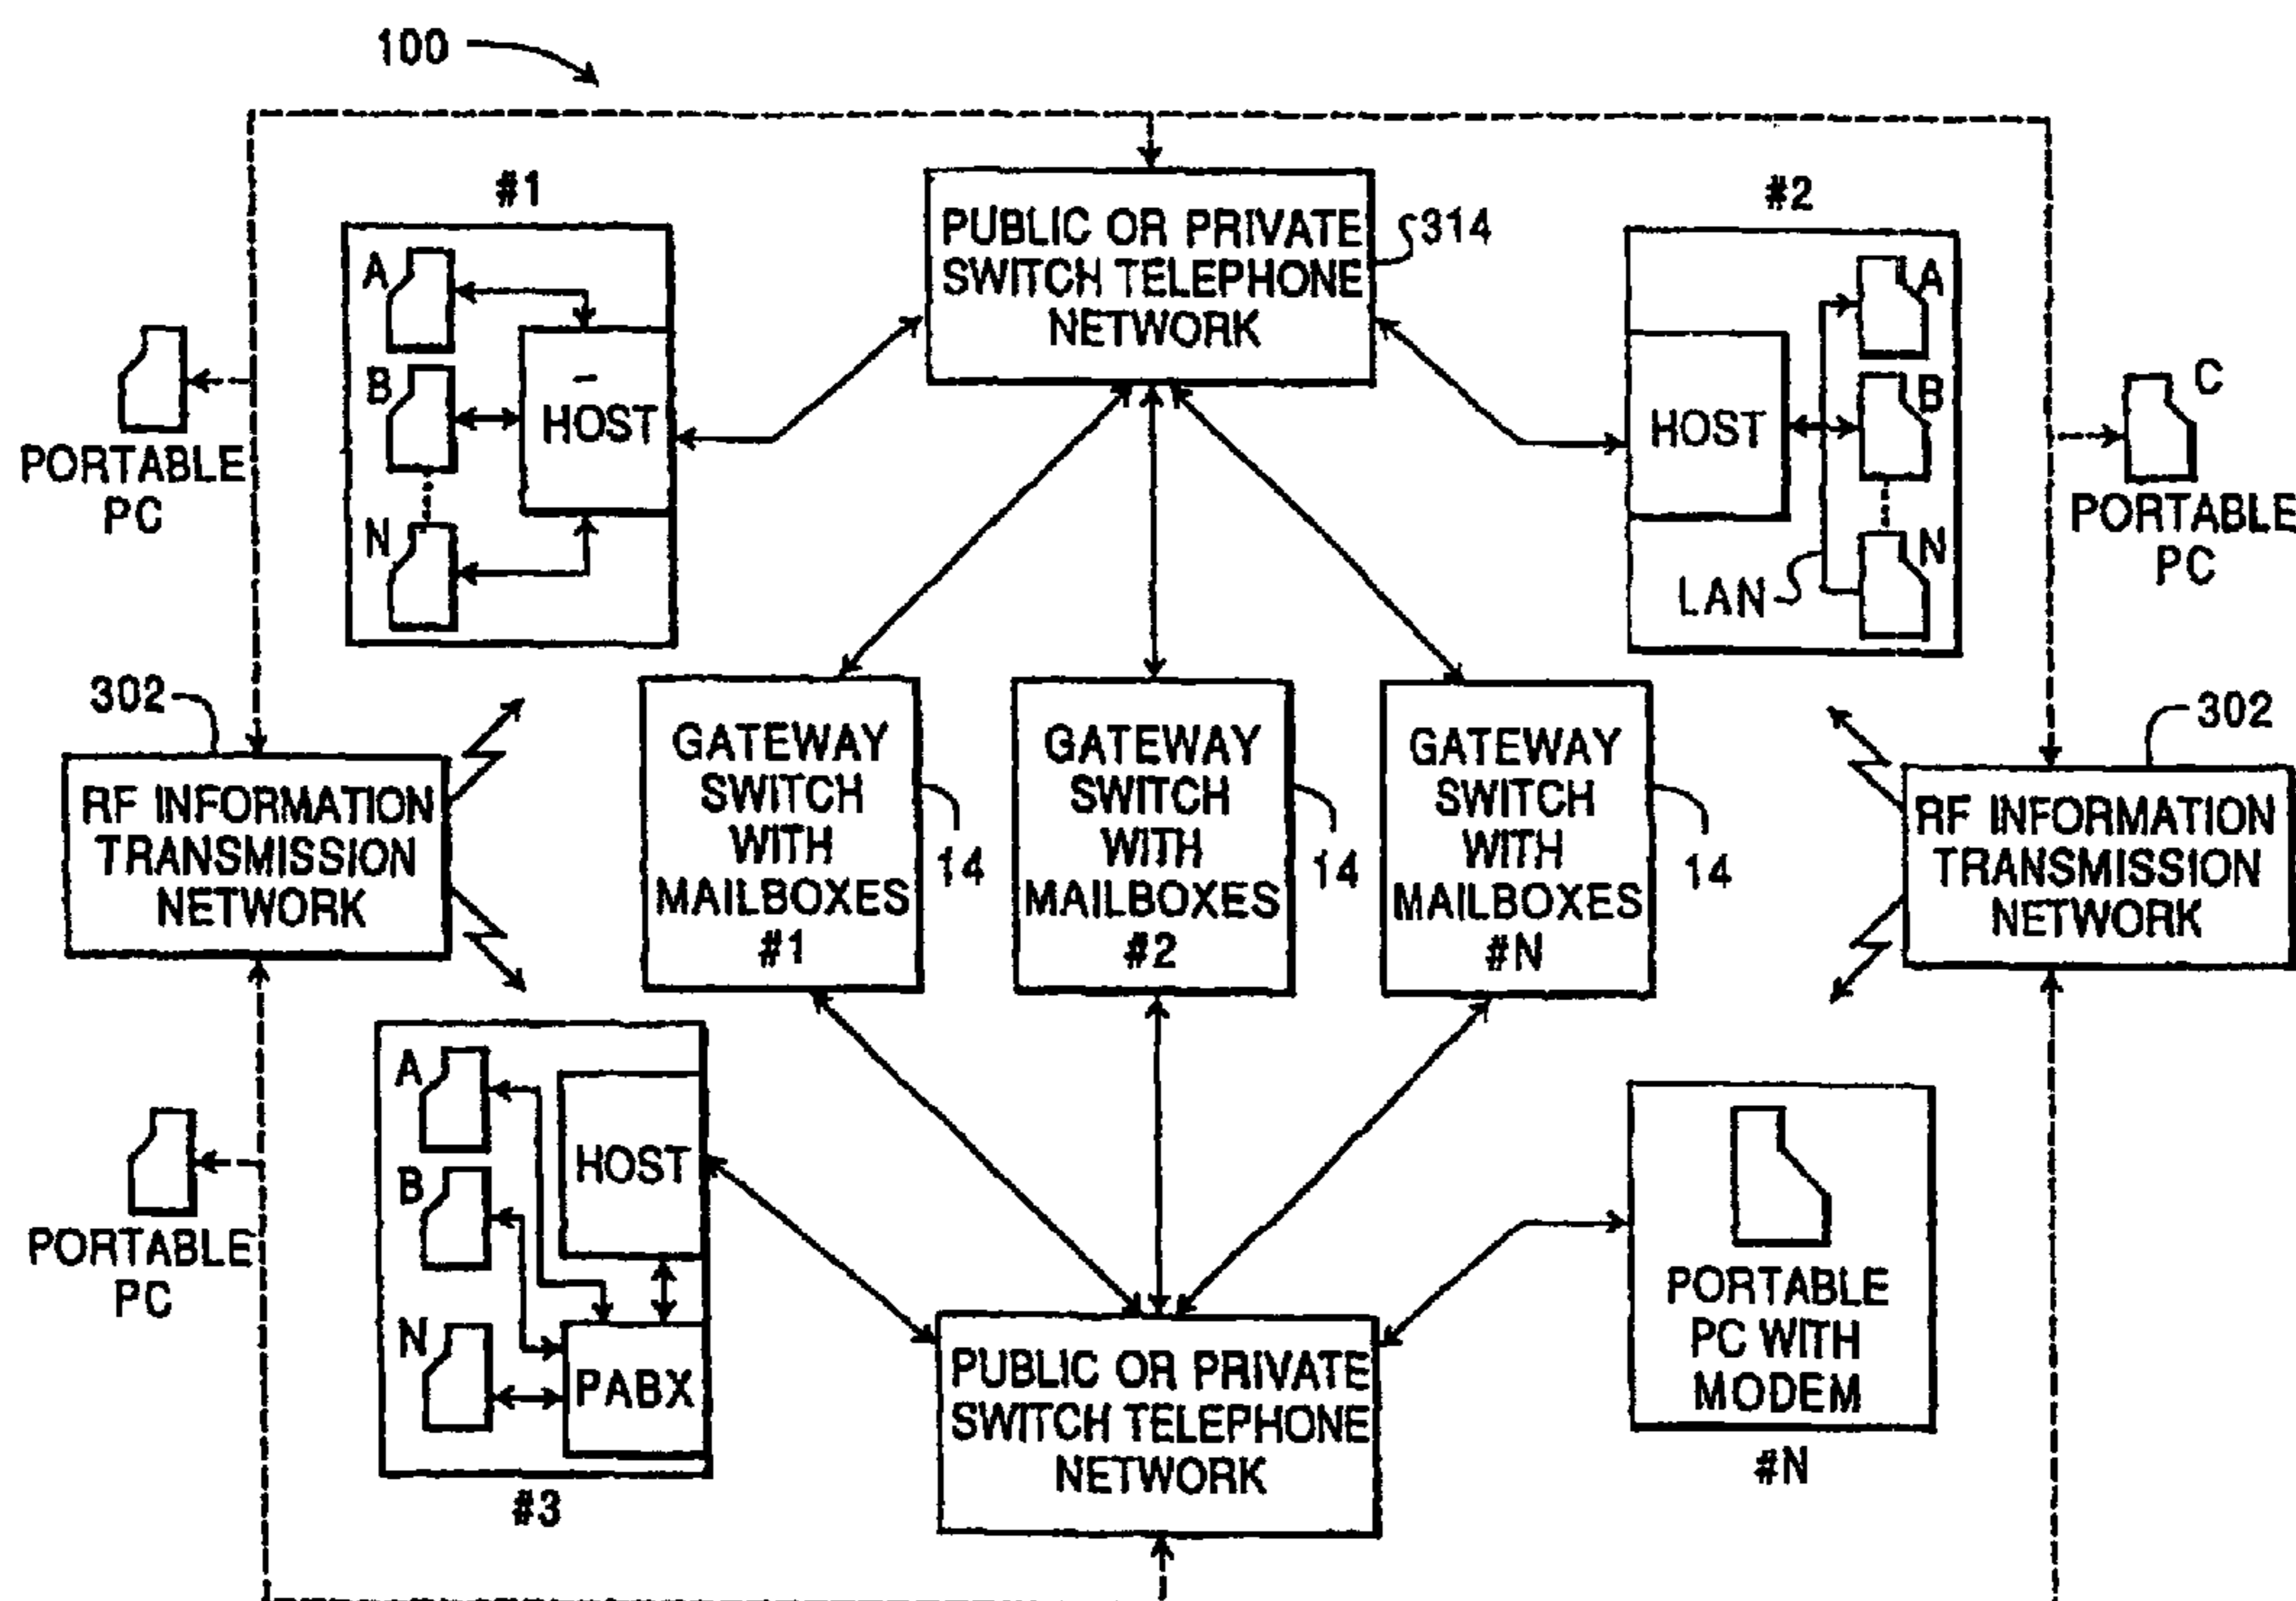 100
#1
PUBLIC OR PRIVATE
SWITCH TELEPHONE
NETWORK
314
#2
A
B
N
HOST
HOST
A
B
N
LAN
PORTABLE
PC
C
PORTABLE
PC
302
RF INFORMATION
TRANSMISSION
NETWORK
GATEWAY
SWITCH
WITH
MAILBOXES
#1
14
GATEWAY
SWITCH
WITH
MAILBOXES
#2
14
GATEWAY
SWITCH
WITH
MAILBOXES
#N
14
302
RF INFORMATION
TRANSMISSION
NETWORK
A
B
N
HOST
PABX
#3
PORTABLE
PC
PUBLIC OR PRIVATE
SWITCH TELEPHONE
NETWORK
PORTABLE
PC WITH
MODEM
#N